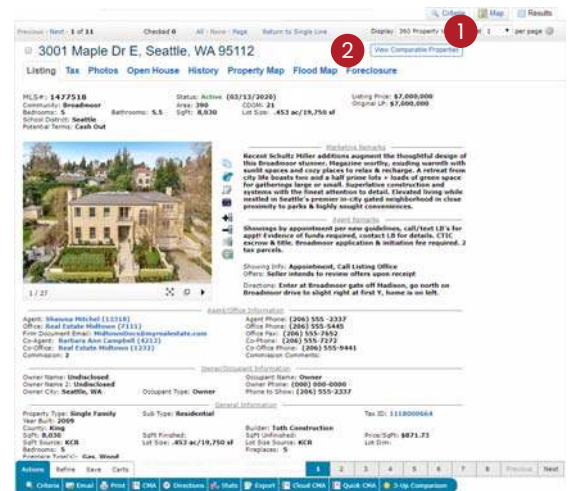 Criteria Map Results
Previous · Next · 1 of 11 Checked 0 All · None · Page Return to Single Line Display 360 Property 1 per page
1
3001 Maple Dr E, Seattle, WA 95112
2
View Comparable Properties
Listing Tax Photos Open House History Property Map Flood Map Foreclosure
MLS#: 1477518 Status: Active (03/13/2020) Listing Price: $7,000,000
Community: Broadmoor Area: 390 Original LP: $7,000,000
Bedrooms: 5 Bathrooms: 5.5 CDOM: 21
School District: Seattle SqFt: 8,030 Lot Size: .453 ac/19,750 sf
Potential Terms: Cash Out
Marketing Remarks
Recent Schultz Miller additions augment the thoughtful design of
this Broadmoor stunner. Magazine worthy, exuding warmth with
sunlit spaces and cozy places to relax & recharge. A retreat from
city life boasts two and a half prime lots + loads of green space
for gatherings large or small. Superlative construction and
systems with the finest attention to detail. Elevated living while
nestled in Seattle's premier in-city gated neighborhood in close
proximity to parks & highly sought conveniences.
Agent Remarks
Showings by appointment per new guidelines, call/text LB's for
appt! Evidence of funds required, contact LB for details. CTIC
escrow & title. Broadmoor application & initiation fee required. 2
tax parcels.
Showing Info: Appointment, Call Listing Office
Offers: Seller intends to review offers upon receipt
Directions: Enter at Broadmoor gate off Madison, go north on
Broadmoor drive to slight right at first Y, home is on left.
1 / 27
Agent/Office Information
Agent: Shawna Mitchel (13318) Agent Phone: (206) 555 -2337
Office: Real Estate Midtown (7111) Office Phone: (206) 555-5445
Firm Document Email: MidtownDocs@myrealestate.com Office Fax: (206) 555-7652
Co-Agent: Barbara Ann Campbell (4212) Co-Phone: (206) 555-7272
Co-Office: Real Estate Midtown (1232) Co-Office Phone: (206) 555-9441
Commission: 2 Commission Comments:
Owner/Occupant Information
Owner Name: Undisclosed Occupant Name: Owner
Owner Name 2: Undisclosed Owner Phone: (000) 000-0000
Owner City: Seattle, WA Occupant Type: Owner Phone to Show: (206) 555-2337
General Information
Property Type: Single Family Sub Type: Residential Tax ID: 1118000664
Year Built: 2009
County: King Builder: Toth Construction
SqFt: 8,030 SqFt Finished: SqFt Unfinished: Price/SqFt: $871.73
SqFt Source: KCR Lot Size: .453 ac/19,750 sf Lot Size Source: KCR Lot Dim:
Bedrooms: 5 Fireplaces: 5
Fireplace Type(s): Gas, Wood
Actions Refine Save Carts 1 2 3 4 5 6 7 8 Previous Next
Criteria Email Print CMA Directions Stats Export Cloud CMA Quick CMA 3-Up Comparison